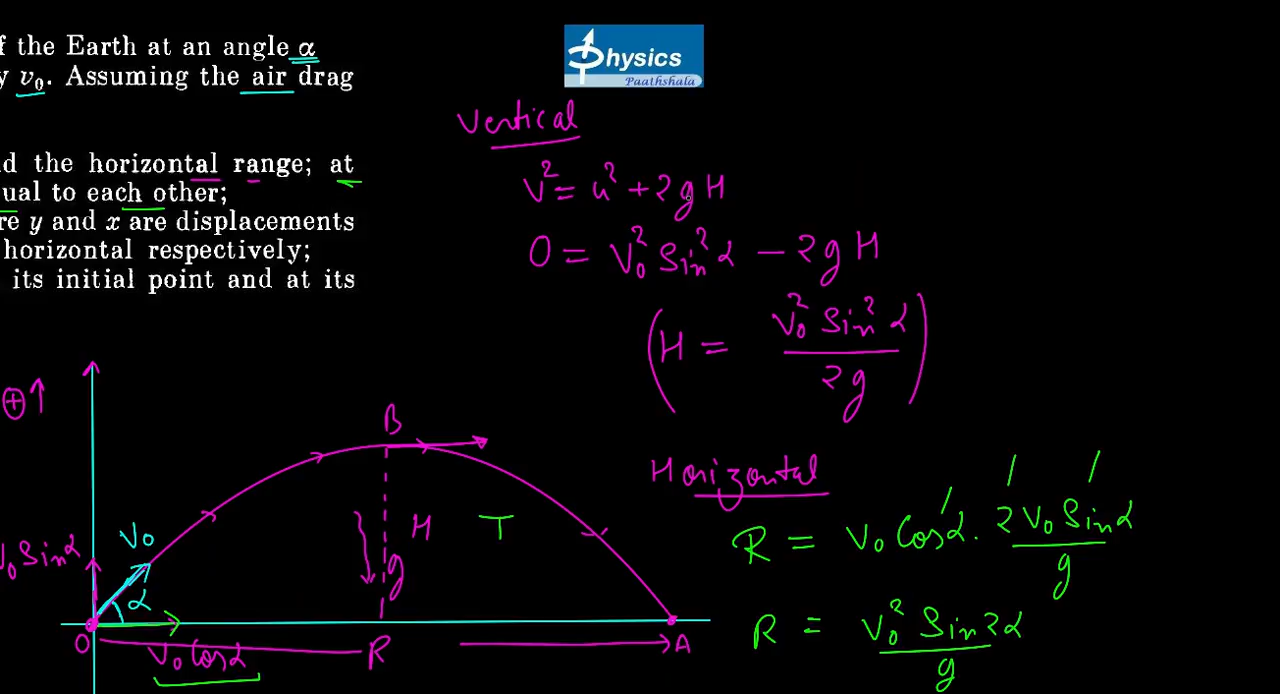 f the Earth at an angle α
y v₀. Assuming the air drag
nd the horizontal range; at
ual to each other;
re y and x are displacements
horizontal respectively;
its initial point and at its
Physics
Paathshala
Vertical
V² = u² + 2gH
0 = V₀² Sin²α − 2gH
(H = V₀² Sin²α / 2g)
⊕↑
B
H
T
g
V₀
V₀ Sinα
α
O
V₀ Cosα
R
A
Horizontal
R = V₀ Cosα. 2V₀ Sinα / g
R = V₀² Sin2α / g